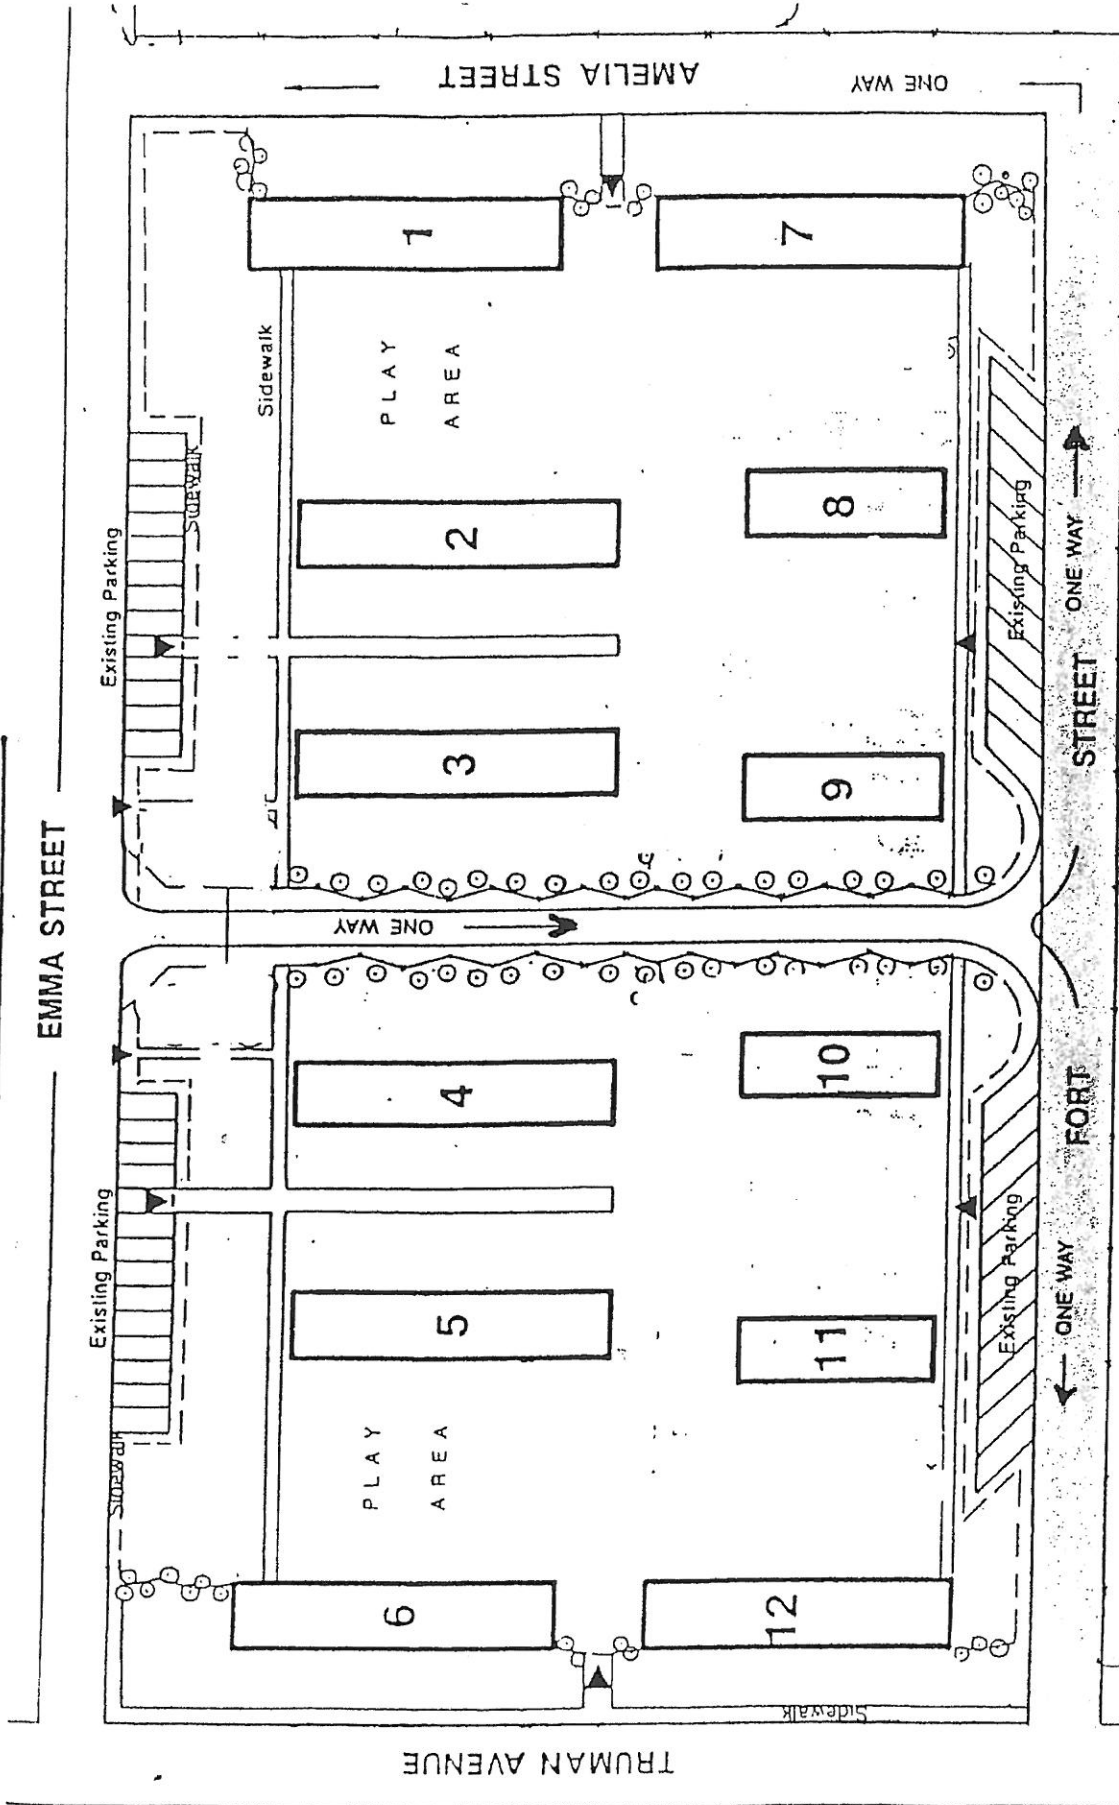 AMELIA STREET
ONE WAY
1
7
Sidewalk
PLAY
AREA
Sidewalk
Existing Parking
2
8
Existing Parking
ONE WAY
3
9
STREET
EMMA STREET
ONE WAY
4
10
FORT
Existing Parking
5
11
Existing Parking
ONE WAY
PLAY
AREA
Sidewalk
6
12
Sidewalk
TRUMAN AVENUE